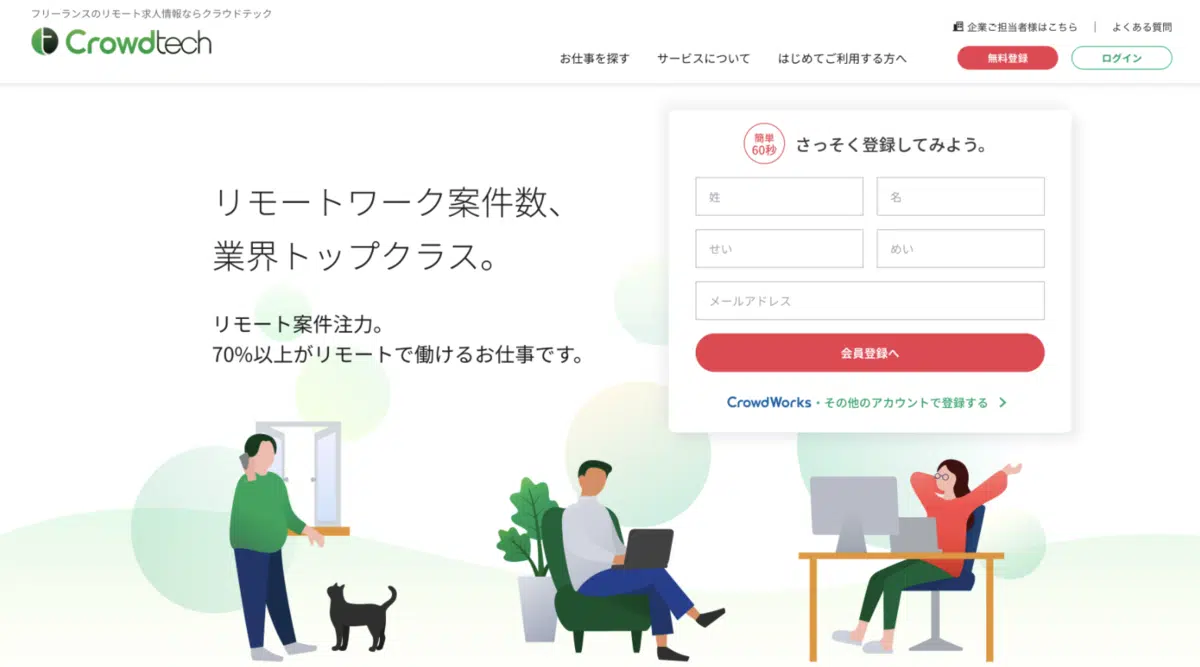 フリーランスのリモート求人情報ならクラウドテック
Crowdtech
企業ご担当者様はこちら | よくある質問
お仕事を探す サービスについて はじめてご利用する方へ 無料登録 ログイン
リモートワーク案件数、
業界トップクラス。
リモート案件注力。
70%以上がリモートで働けるお仕事です。
簡単
60秒
さっそく登録してみよう。
姓 名
せい めい
メールアドレス
会員登録へ
CrowdWorks・その他のアカウントで登録する